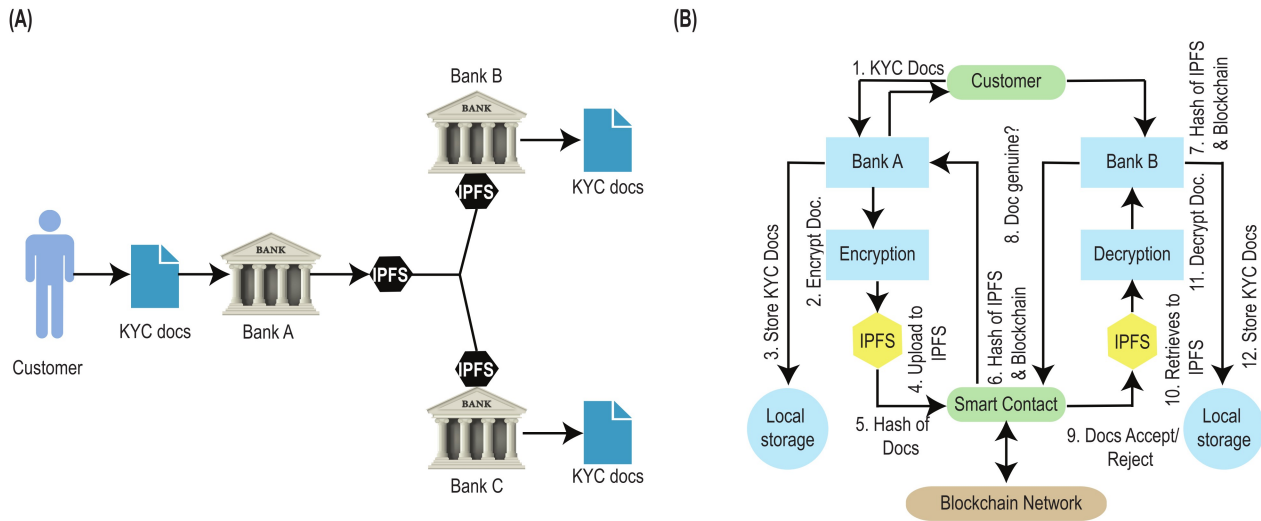 (A)
Bank B
BANK
KYC docs
IPFS
Customer
KYC docs
BANK
Bank A
IPFS
IPFS
BANK
Bank C
KYC docs
(B)
1. KYC Docs
Customer
7. Hash of IPFS
& Blockchain
Bank A
8. Doc genuine?
Bank B
2. Encrypt Doc.
Encryption
Decryption
11. Decrypt Doc.
3. Store KYC Docs
IPFS
4. Upload to
IPFS
6. Hash of IPFS
& Blockchain
IPFS
10. Retrieves to
IPFS
12. Store KYC Docs
Local
storage
5. Hash of
Docs
Smart Contact
9. Docs Accept/
Reject
Local
storage
Blockchain Network